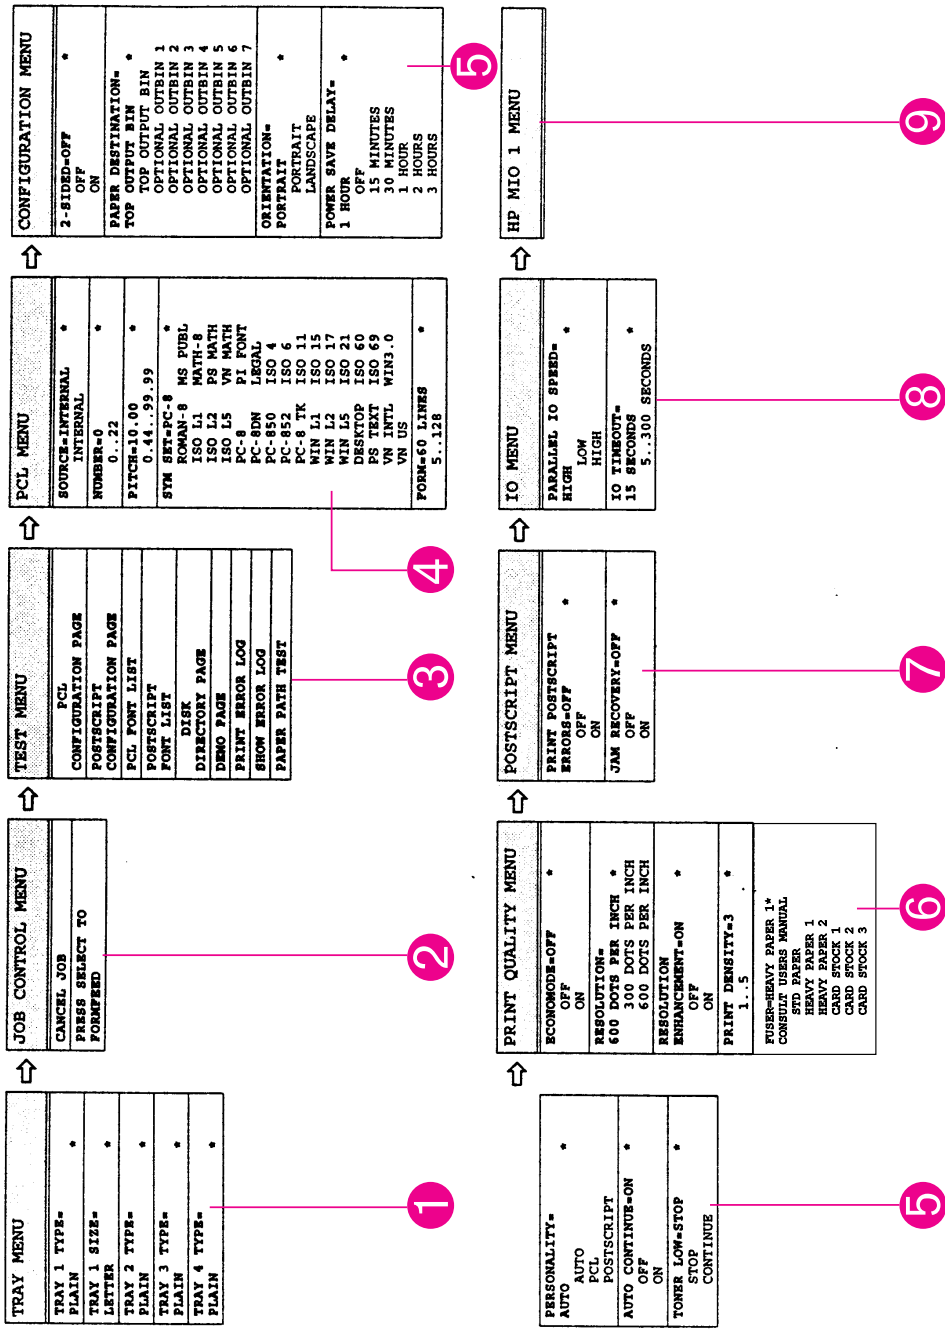 TRAY MENU
TRAY 1 TYPE=
PLAIN *
TRAY 1 SIZE=
LETTER *
TRAY 2 TYPE=
PLAIN *
TRAY 3 TYPE=
PLAIN *
TRAY 4 TYPE=
PLAIN *
1
⇨
JOB CONTROL MENU
CANCEL JOB
PRESS SELECT TO
FORMFEED
2
⇨
TEST MENU
PCL
CONFIGURATION PAGE
POSTSCRIPT
CONFIGURATION PAGE
PCL FONT LIST
POSTSCRIPT
FONT LIST
DISK
DIRECTORY PAGE
DEMO PAGE
PRINT ERROR LOG
SHOW ERROR LOG
PAPER PATH TEST
3
⇨
PCL MENU
SOURCE=INTERNAL *
INTERNAL
NUMBER=0 *
0..22
PITCH=10.00 *
0.44..99.99
SYM SET=PC-8 *
ROMAN-8 MS PUBL
ISO L1 MATH-8
ISO L2 PS MATH
ISO L5 VN MATH
PC-8 PI FONT
PC-8DN LEGAL
PC-850 ISO 4
PC-852 ISO 6
PC-8 TK ISO 11
WIN L1 ISO 15
WIN L2 ISO 17
WIN L5 ISO 21
DESKTOP ISO 60
PS TEXT ISO 69
VN INTL WIN3.0
VN US
FORM=60 LINES *
5..128
4
⇨
CONFIGURATION MENU
2-SIDED=OFF *
OFF
ON
PAPER DESTINATION=
TOP OUTPUT BIN *
TOP OUTPUT BIN
OPTIONAL OUTBIN 1
OPTIONAL OUTBIN 2
OPTIONAL OUTBIN 3
OPTIONAL OUTBIN 4
OPTIONAL OUTBIN 5
OPTIONAL OUTBIN 6
OPTIONAL OUTBIN 7
ORIENTATION=
PORTRAIT *
PORTRAIT
LANDSCAPE
POWER SAVE DELAY=
1 HOUR *
OFF
15 MINUTES
30 MINUTES
1 HOUR
2 HOURS
3 HOURS
5
PERSONALITY=
AUTO *
AUTO
PCL
POSTSCRIPT
AUTO CONTINUE=ON *
OFF
ON
TONER LOW=STOP *
STOP
CONTINUE
5
⇨
PRINT QUALITY MENU
ECONOMODE=OFF *
OFF
ON
RESOLUTION=
600 DOTS PER INCH *
300 DOTS PER INCH
600 DOTS PER INCH
RESOLUTION
ENHANCEMENT=ON *
OFF
ON
PRINT DENSITY=3 *
1..5
FUSER=HEAVY PAPER 1*
CONSULT USERS MANUAL
STD PAPER
HEAVY PAPER 1
HEAVY PAPER 2
CARD STOCK 1
CARD STOCK 2
CARD STOCK 3
6
⇨
POSTSCRIPT MENU
PRINT POSTSCRIPT
ERRORS=OFF *
OFF
ON
JAM RECOVERY=OFF *
OFF
ON
7
⇨
IO MENU
PARALLEL IO SPEED=
HIGH *
LOW
HIGH
IO TIMEOUT=
15 SECONDS *
5..300 SECONDS
8
⇨
HP MIO 1 MENU
9